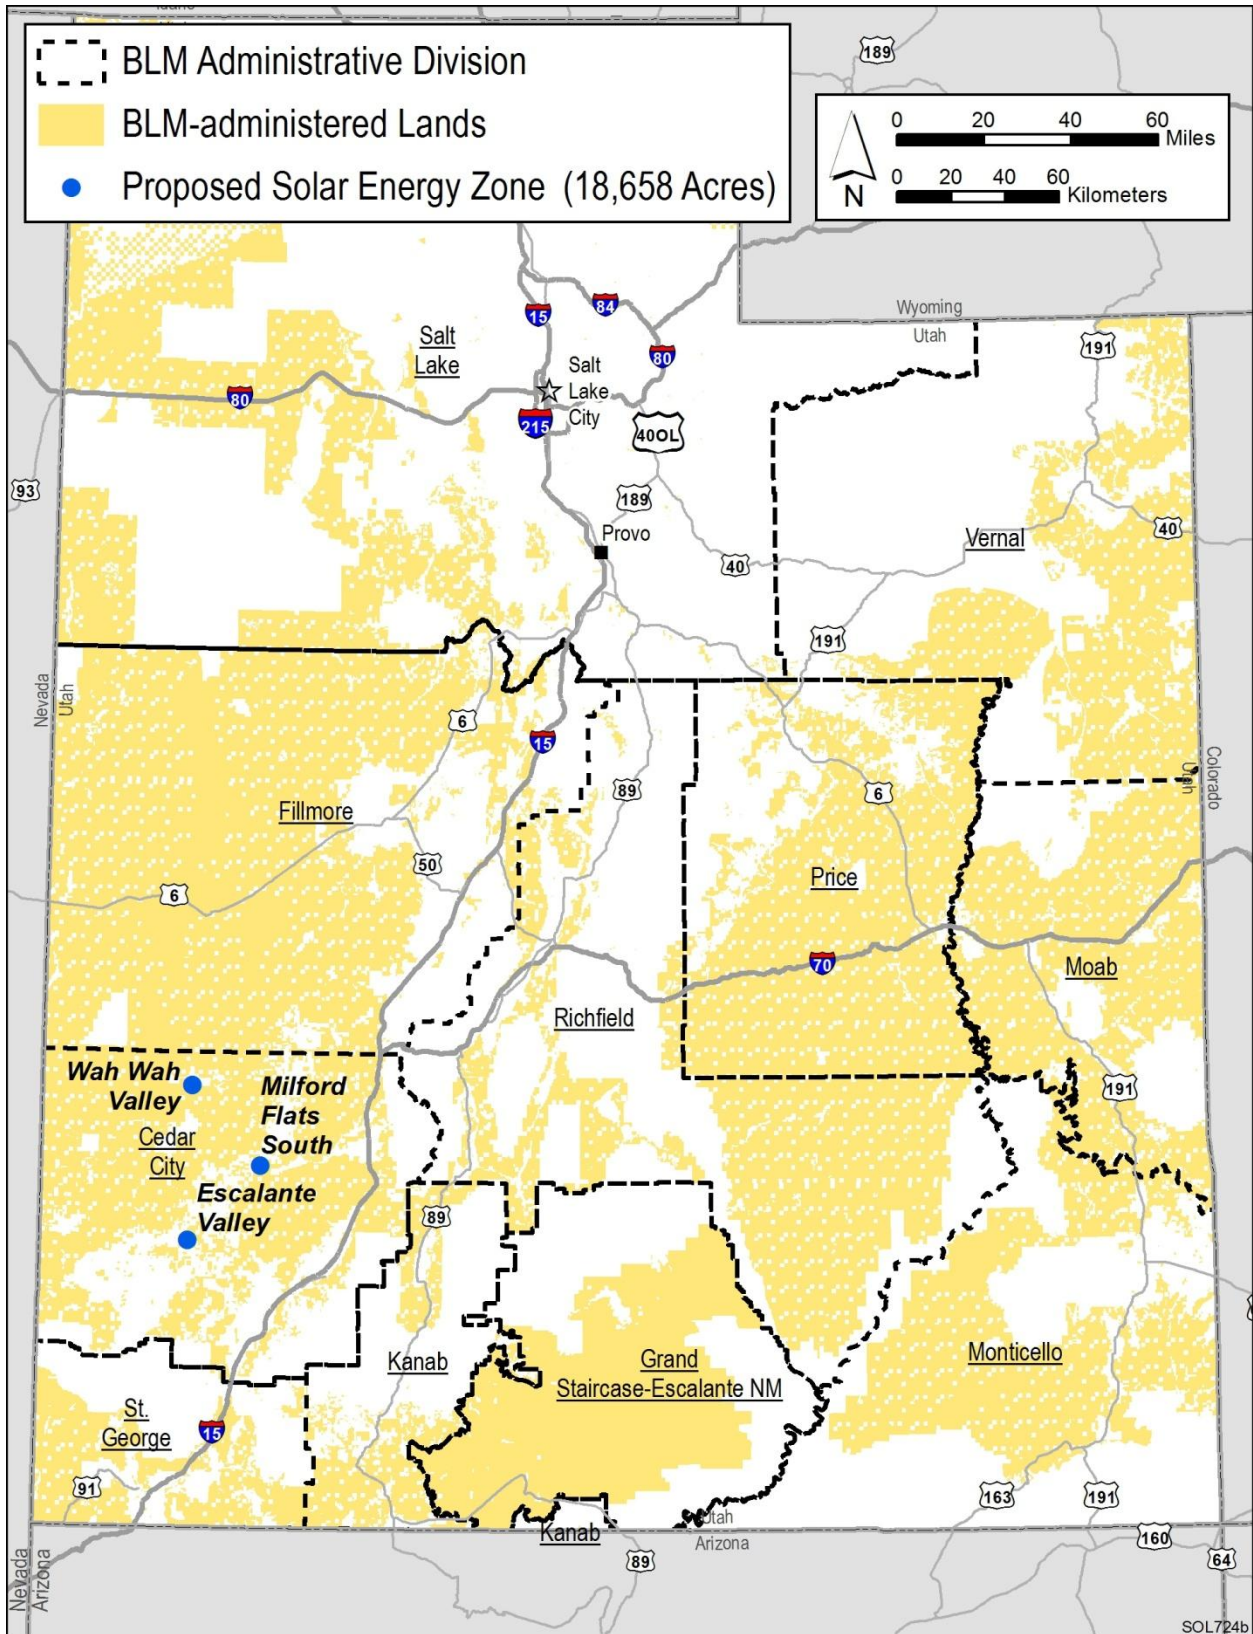 Idaho
BLM Administrative Division
BLM-administered Lands
Proposed Solar Energy Zone (18,658 Acres)
189
0 20 40 60
Miles
N
0 20 40 60
Kilometers
Wyoming
Utah
15
84
191
80
Salt
Lake
Salt
Lake
City
80
215
40OL
93
189
Provo
Vernal
40
40
191
Nevada
Utah
6
15
89
Colorado
Utah
6
Fillmore
50
Price
6
70
Moab
Richfield
Wah Wah
Valley
Milford
Flats
South
191
Cedar
City
Escalante
Valley
89
Kanab
Grand
Staircase-Escalante NM
Monticello
St.
George
15
91
163
191
Kanab
Utah
Arizona
160
Nevada
Arizona
89
64
SOL724b